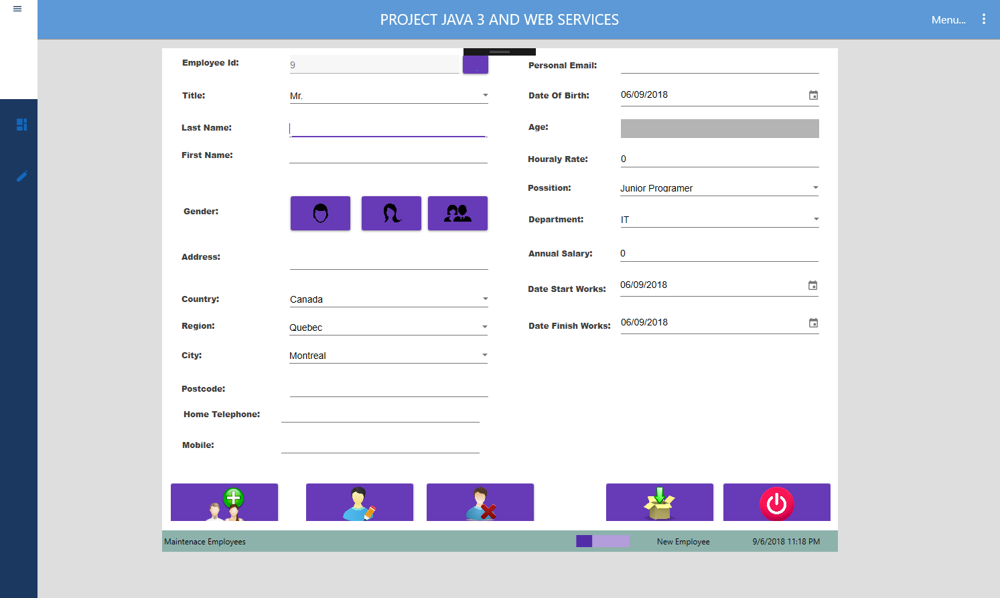 PROJECT JAVA 3 AND WEB SERVICES
Menu...
Employee Id:
9
Title:
Mr.
Last Name:
First Name:
Gender:
Address:
Country:
Canada
Region:
Quebec
City:
Montreal
Postcode:
Home Telephone:
Mobile:
Personal Email:
Date Of Birth:
06/09/2018
Age:
Houraly Rate:
0
Possition:
Junior Programer
Department:
IT
Annual Salary:
0
Date Start Works:
06/09/2018
Date Finish Works:
06/09/2018
Maintenace Employees
New Employee
9/6/2018 11:18 PM